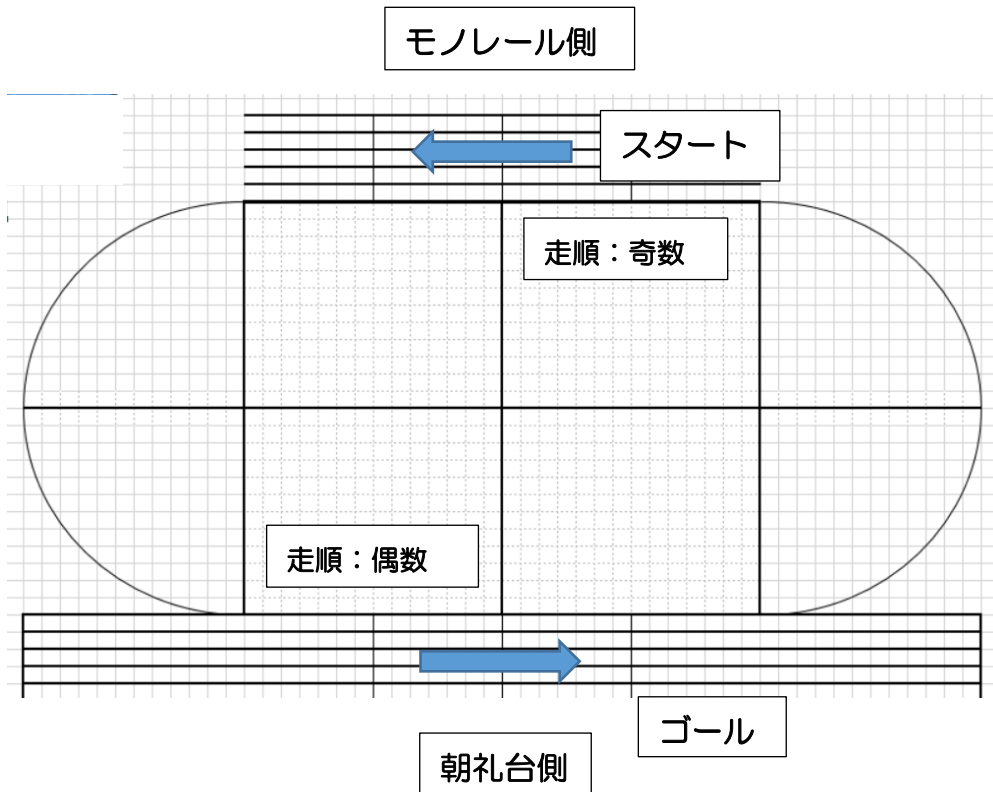 モノレール側
スタート
走順：奇数
走順：偶数
ゴール
朝礼台側